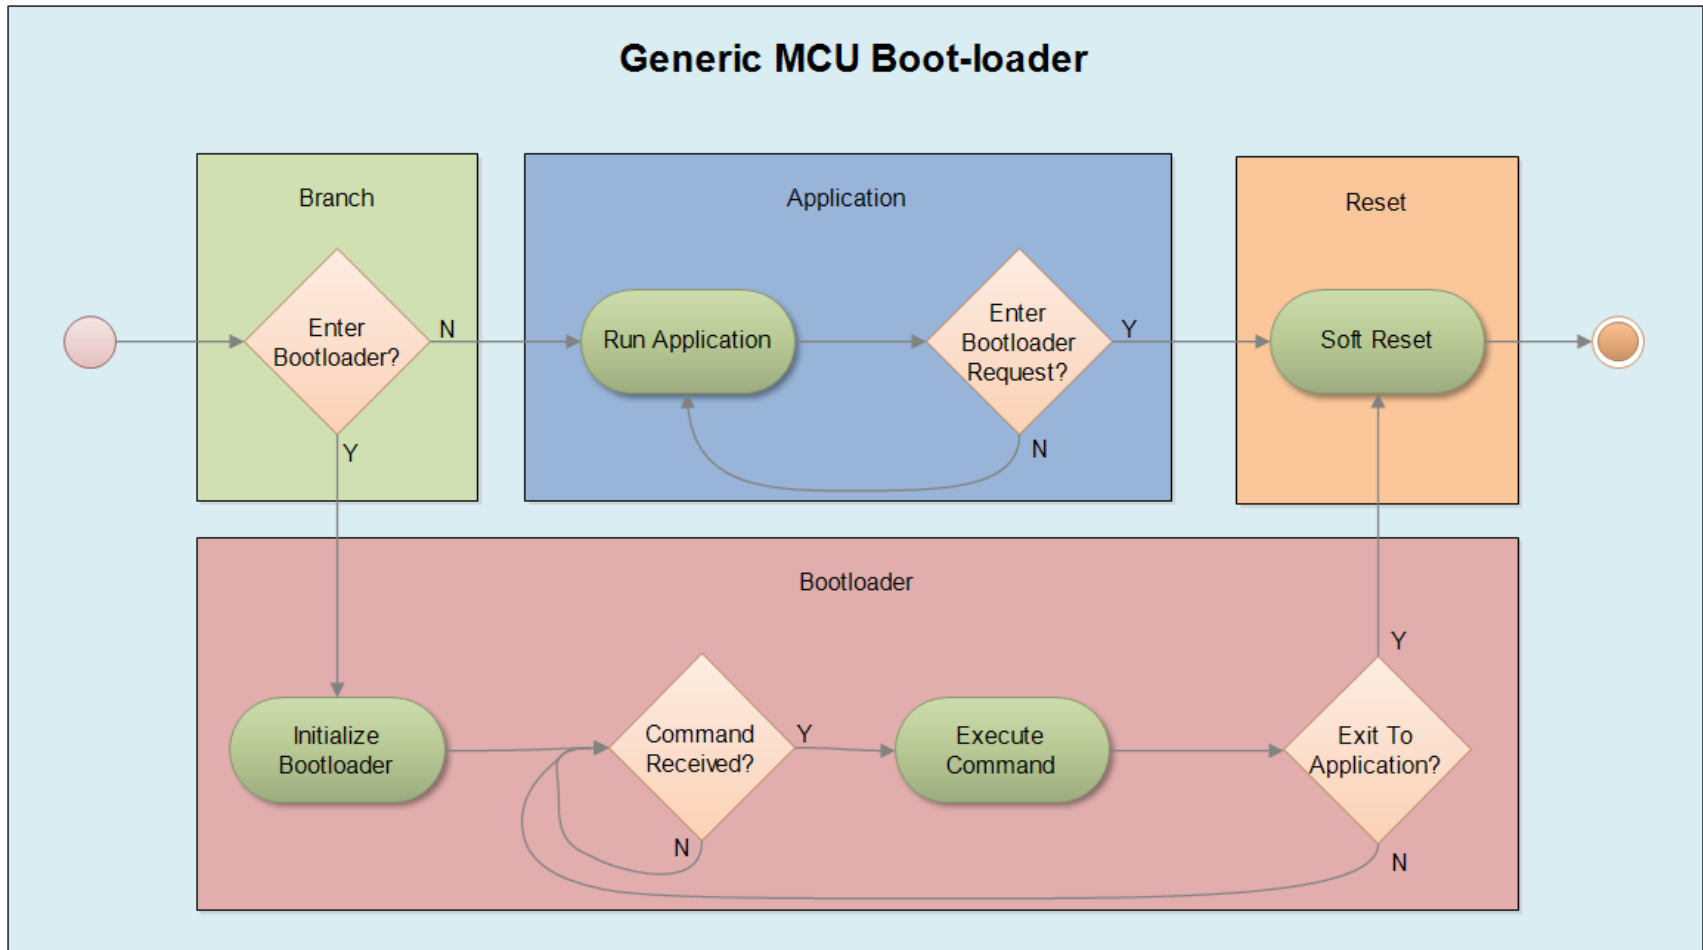 Generic MCU Boot-loader
Branch
Application
Reset
Enter
Bootloader?
N
Y
Run Application
Enter
Bootloader
Request?
Y
N
Soft Reset
Bootloader
Initialize
Bootloader
Command
Received?
Y
N
Execute
Command
Exit To
Application?
Y
N